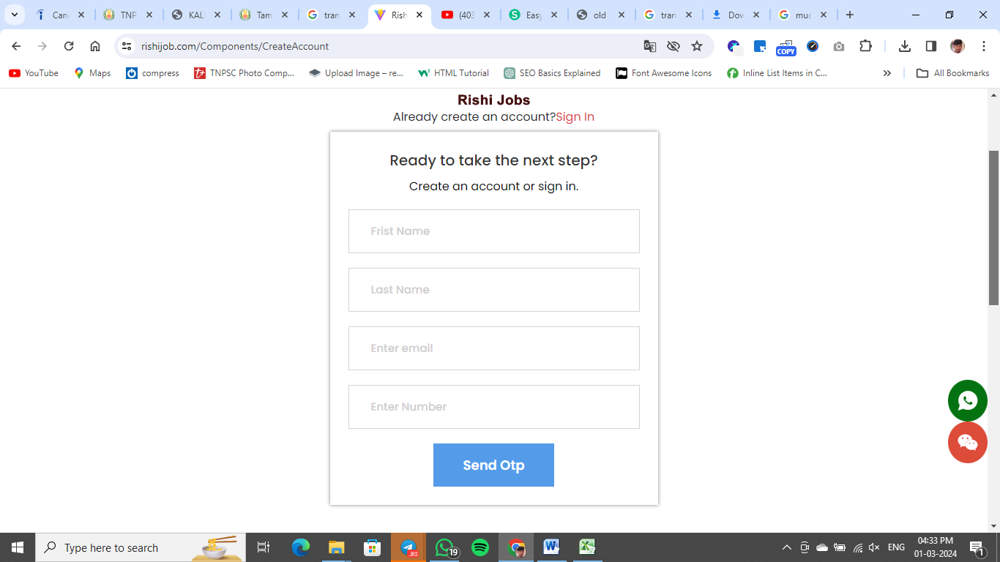 Can
TNP
KALI
Tam
tran
Rish
(403
Easy
old
tran
Dov
muc
rishijob.com/Components/CreateAccount
COPY
YouTube
Maps
compress
TNPSC Photo Comp...
Upload Image – re...
HTML Tutorial
SEO Basics Explained
Font Awesome Icons
Inline List Items in C...
All Bookmarks
Rishi Jobs
Already create an account?Sign In
Ready to take the next step?
Create an account or sign in.
Frist Name
Last Name
Enter email
Enter Number
Send Otp
Type here to search
.80
19
ENG
04:33 PM
01-03-2024
1